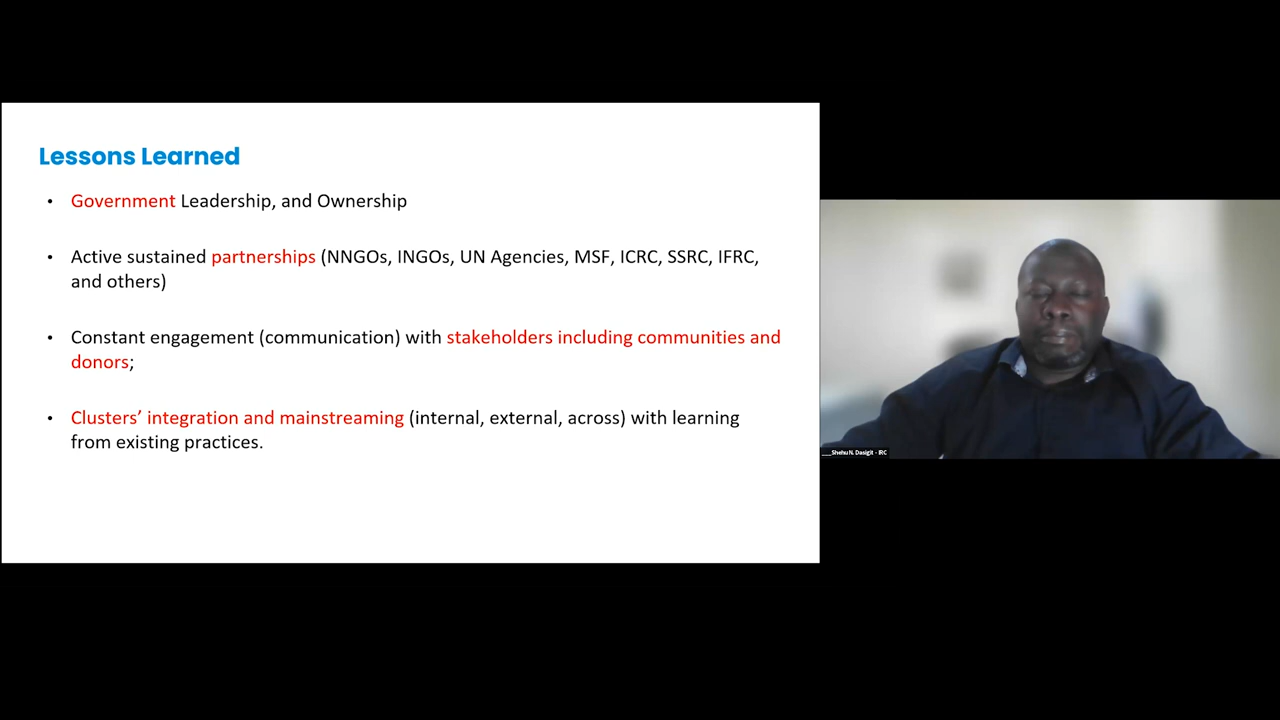 Lessons Learned
• Government Leadership, and Ownership
• Active sustained partnerships (NNGOs, INGOs, UN Agencies, MSF, ICRC, SSRC, IFRC,
and others)
• Constant engagement (communication) with stakeholders including communities and
donors;
• Clusters’ integration and mainstreaming (internal, external, across) with learning
from existing practices.
___Shehu N. Dasigit - IRC